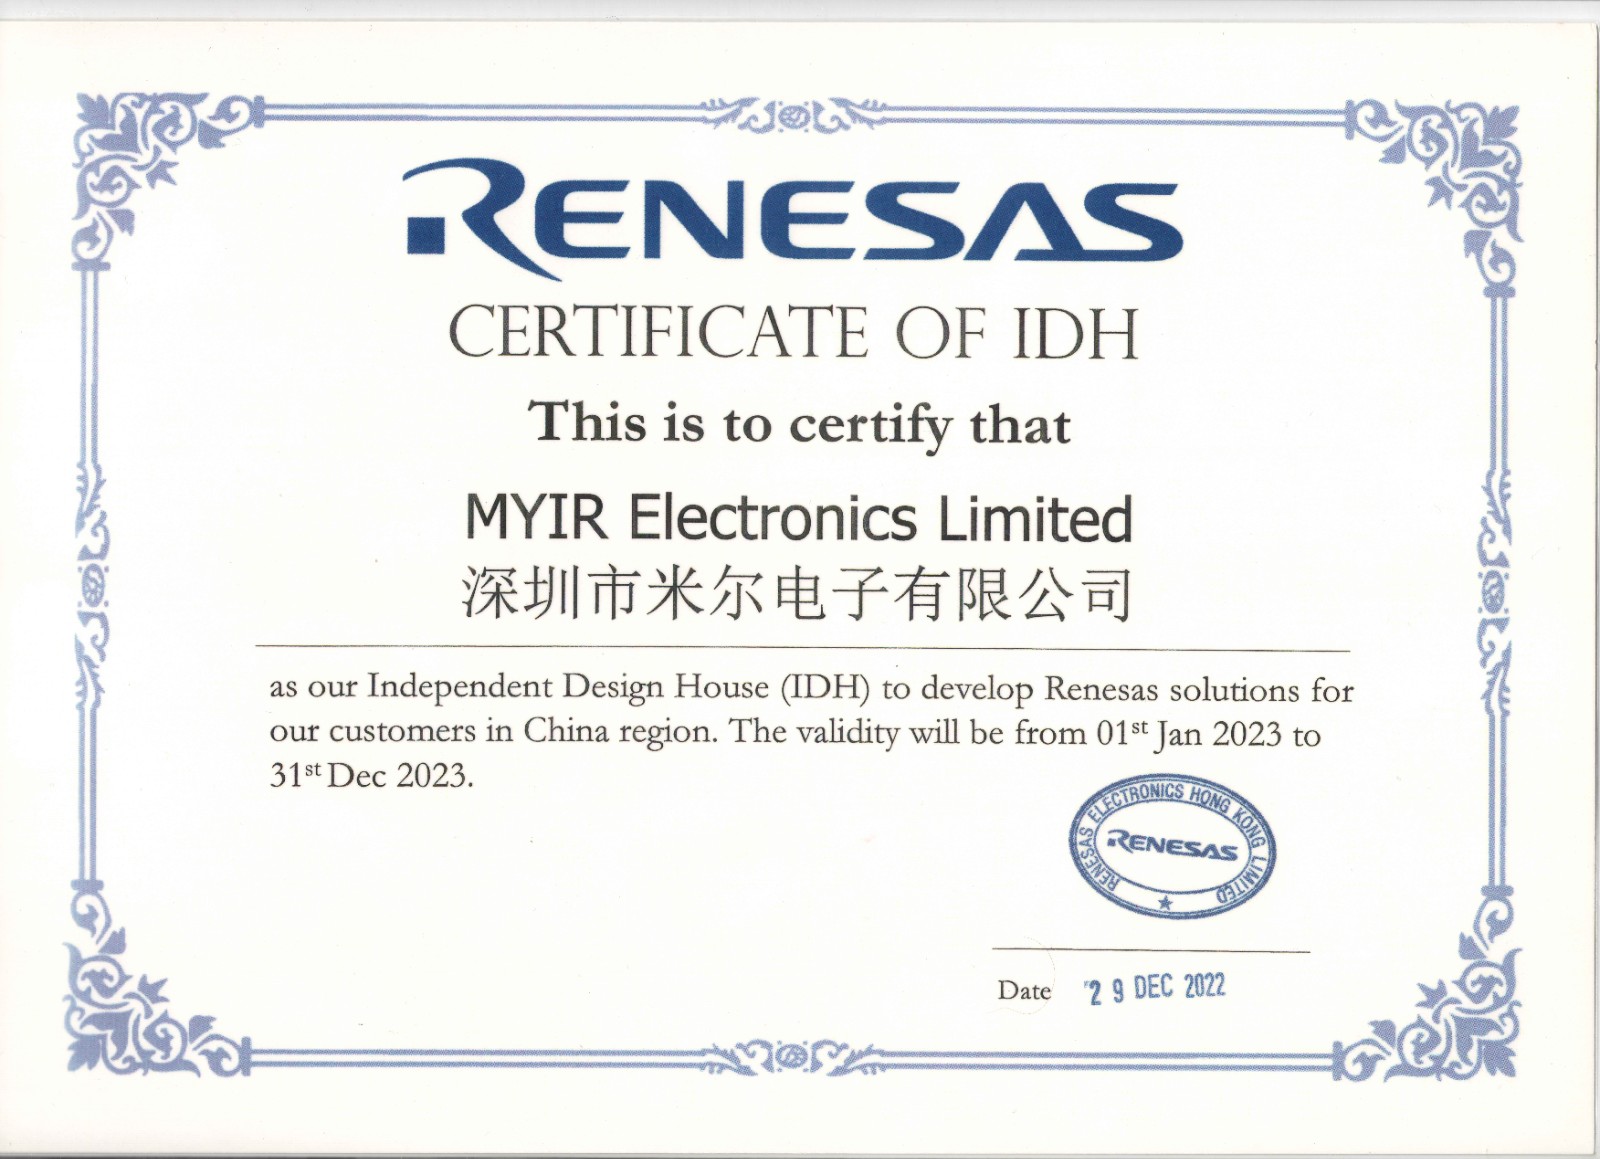 RENESAS
CERTIFICATE OF IDH
This is to certify that
MYIR Electronics Limited
深圳市米尔电子有限公司
as our Independent Design House (IDH) to develop Renesas solutions for
our customers in China region. The validity will be from 01st Jan 2023 to
31st Dec 2023.
RENESAS ELECTRONICS HONG KONG LIMITED
RENESAS
Date 29 DEC 2022